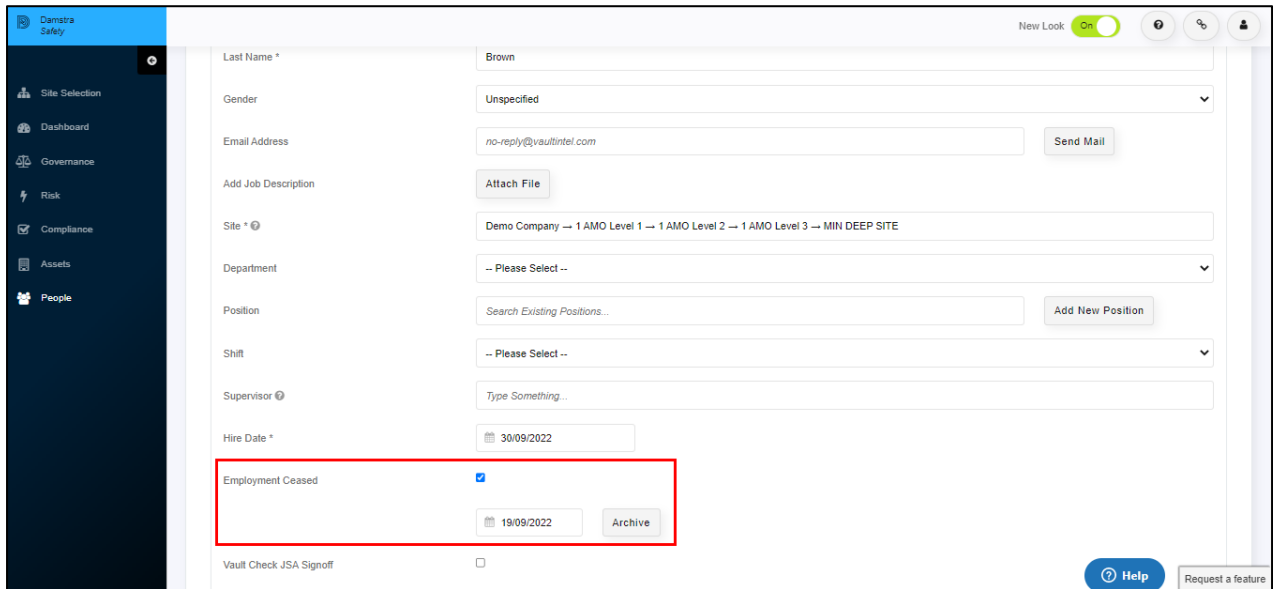 Damstra
Safety
New Look On
Site Selection
Dashboard
Governance
Risk
Compliance
Assets
People
Last Name * Brown
Gender Unspecified
Email Address no-reply@vaultintel.com Send Mail
Add Job Description Attach File
Site * Demo Company → 1 AMO Level 1 → 1 AMO Level 2 → 1 AMO Level 3 → MIN DEEP SITE
Department -- Please Select --
Position Search Existing Positions... Add New Position
Shift -- Please Select --
Supervisor Type Something...
Hire Date * 30/09/2022
Employment Ceased
19/09/2022 Archive
Vault Check JSA Signoff
Help
Request a feature